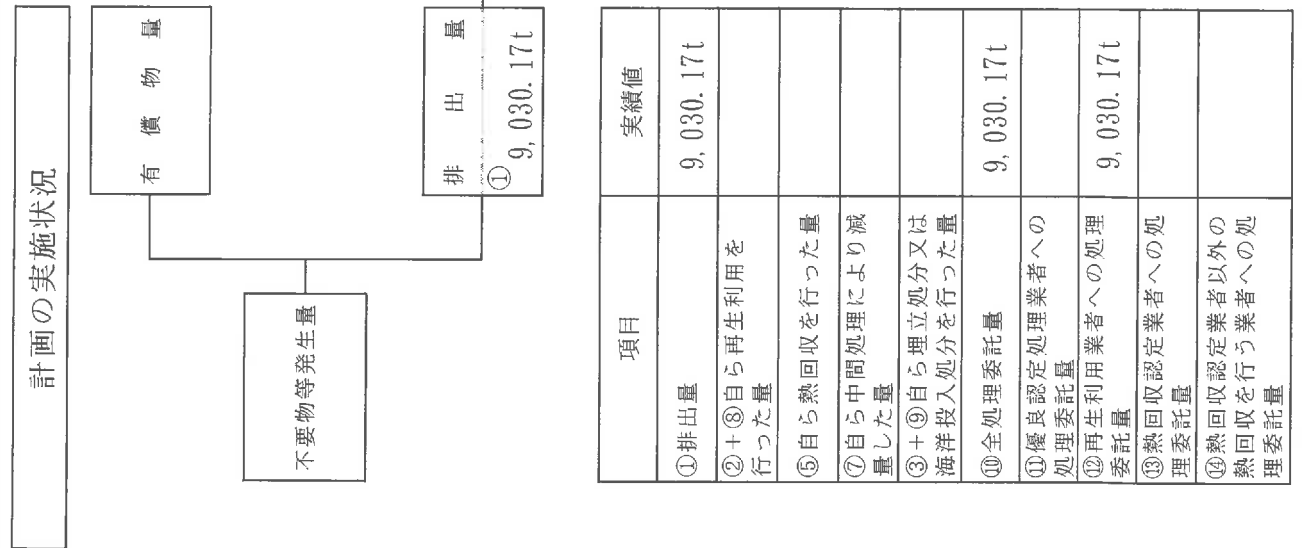 計画の実施状況
有償物量
不要物等発生量
排出量
①
9,030.17t
項目
実績値
①排出量
9,030.17t
②+⑧自ら再生利用を
行った量
⑤自ら熱回収を行った量
⑦自ら中間処理により減
量した量
③+⑨自ら埋立処分又は
海洋投入処分を行った量
⑩全処理委託量
9,030.17t
⑪優良認定処理業者への
処理委託量
⑫再生利用業者への処理
委託量
9,030.17t
⑬熱回収認定業者への処
理委託量
⑭熱回収認定業者以外の
熱回収を行う業者への処
理委託量